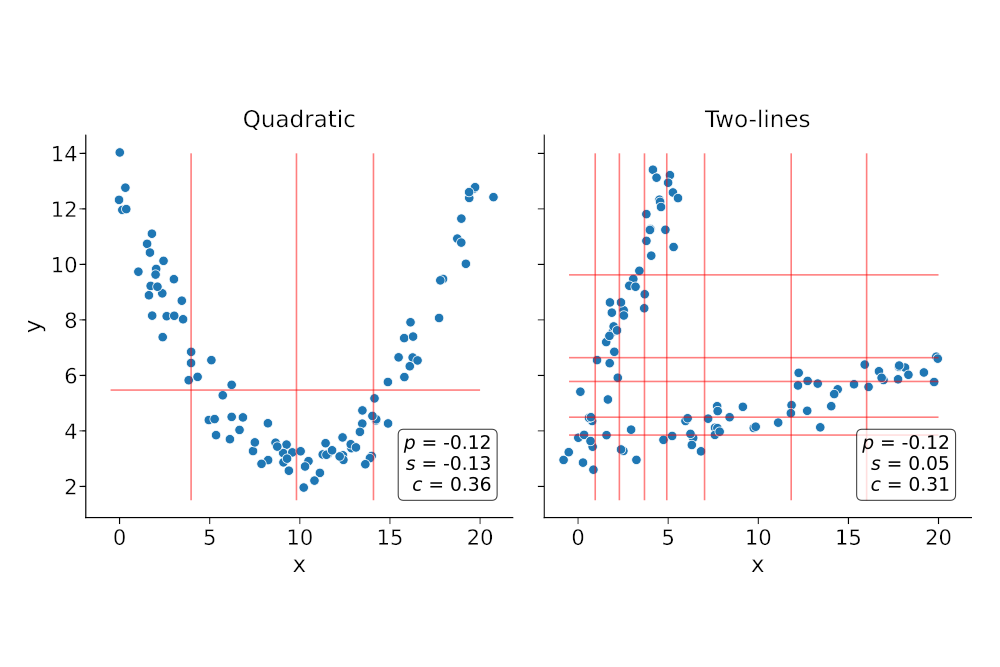 Quadratic
Two-lines
14
12
10
8
6
4
2
y
p = -0.12
s = -0.13
c = 0.36
p = -0.12
s = 0.05
c = 0.31
0 5 10 15 20
0 5 10 15 20
x
x